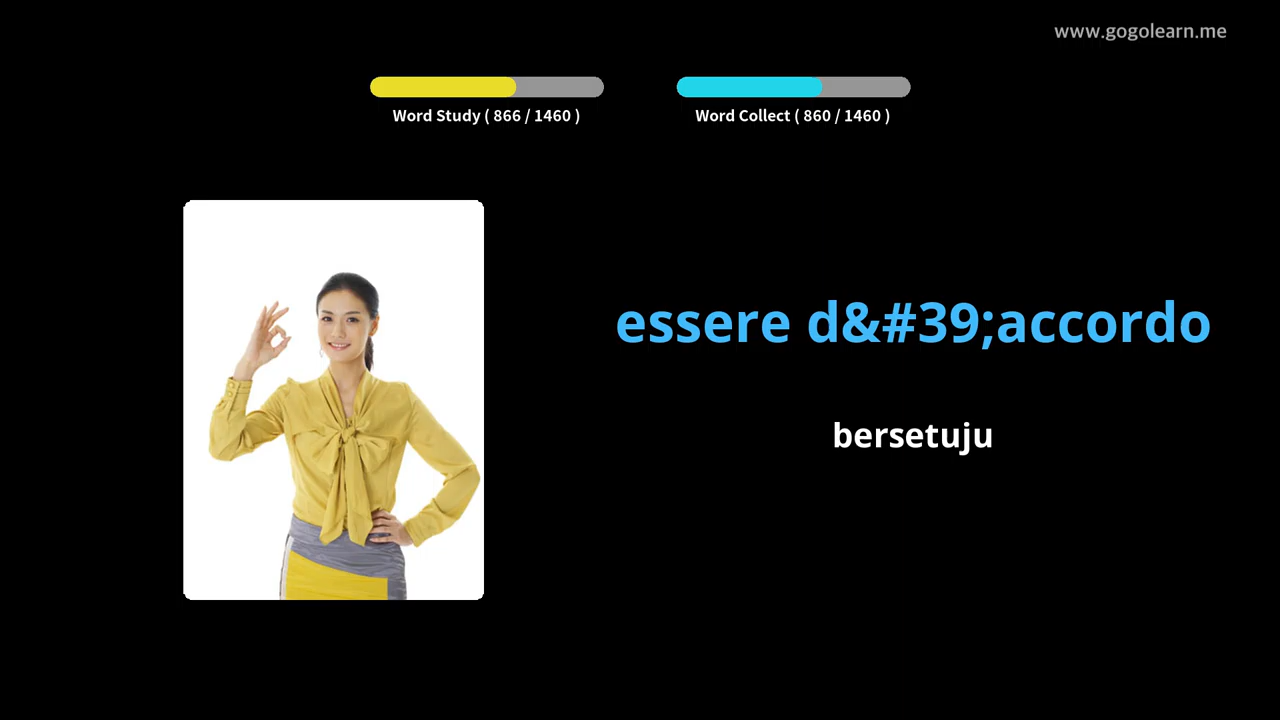 www.gogolearn.me
Word Study ( 866 / 1460 )
Word Collect ( 860 / 1460 )
essere d&#39;accordo
bersetuju